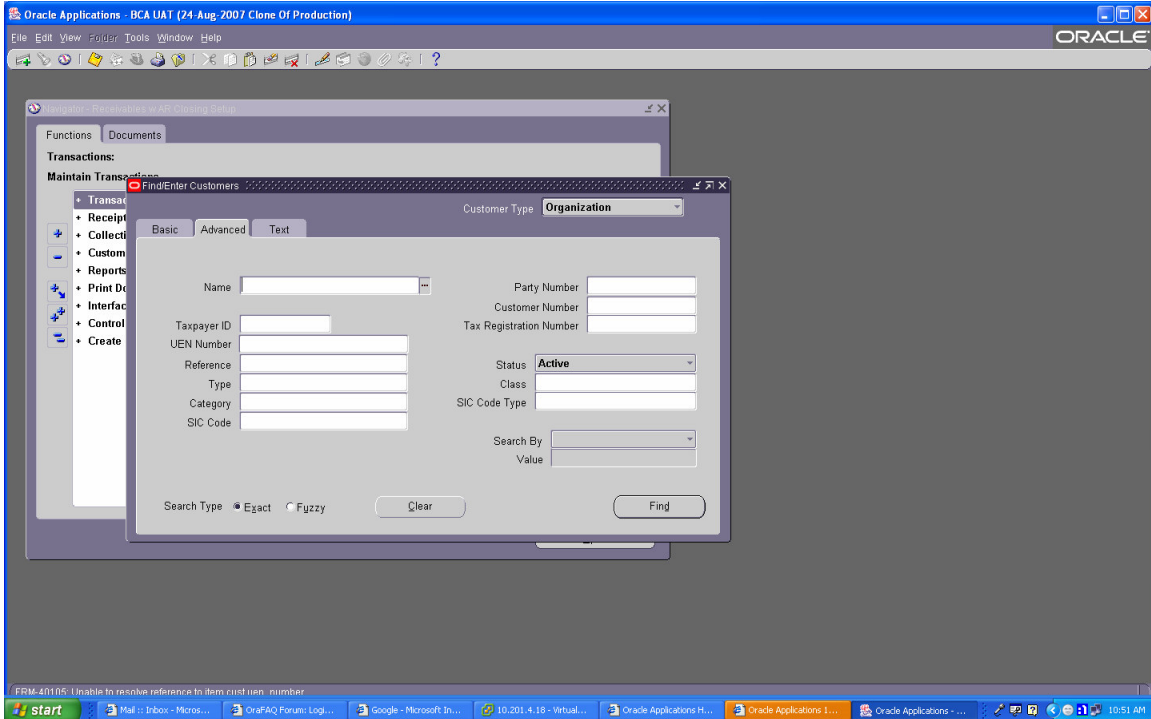 Oracle Applications - BCA UAT (24-Aug-2007 Clone Of Production)
File Edit View Folder Tools Window Help
ORACLE
Navigator - Receivables w AR Closing Setup
Functions Documents
Transactions:
Maintain Transactions
Find/Enter Customers
Customer Type Organization
Basic Advanced Text
+ Transac
+ Receipt
+ Collecti
+ Custom
+ Reports
+ Print De
+ Interfac
+ Control
+ Create
Name
Party Number
Customer Number
Taxpayer ID
Tax Registration Number
UEN Number
Reference
Status Active
Type
Class
Category
SIC Code Type
SIC Code
Search By
Value
Search Type Exact Fuzzy Clear Find
FRM-40105: Unable to resolve reference to item cust.uen_number
start Mail :: Inbox - Micros... OraFAQ Forum: Logi... Google - Microsoft In... 10.201.4.18 - Virtual... Oracle Applications H... Oracle Applications 1... Oracle Applications - ... 10:51 AM